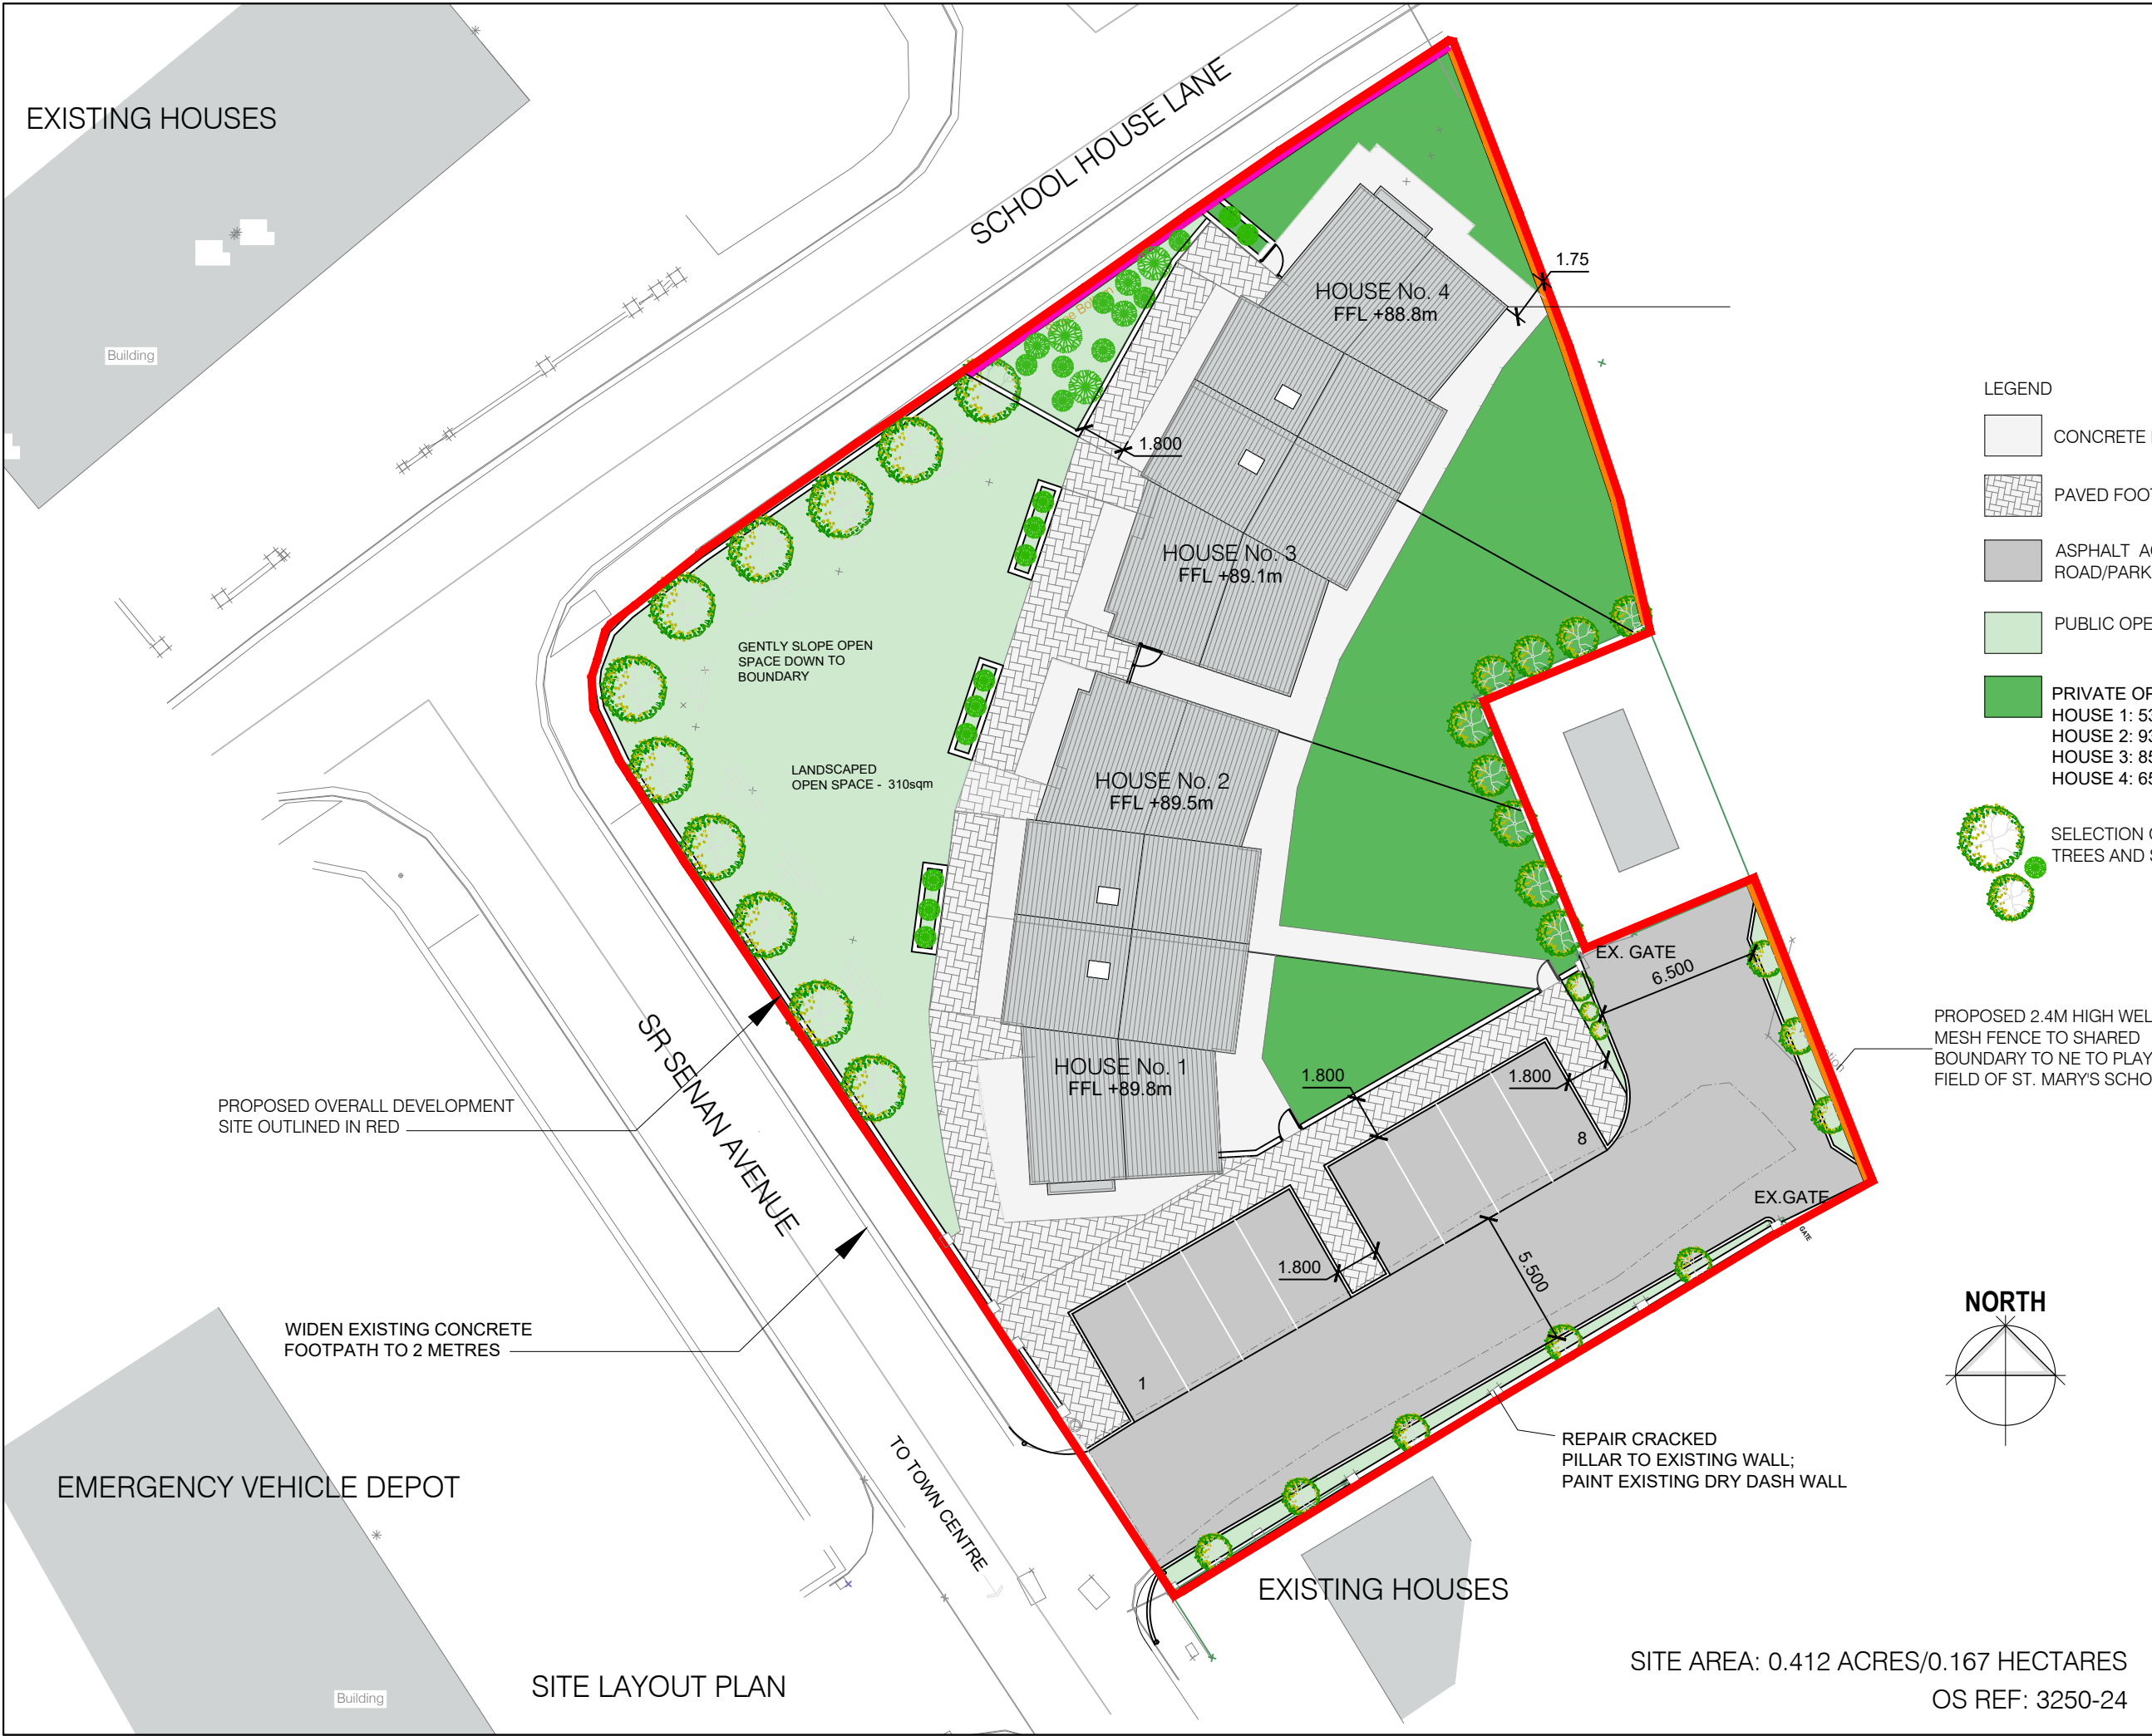 EXISTING HOUSES
Building
SCHOOL HOUSE LANE
1.75
HOUSE No. 4
FFL +88.8m
1.800
HOUSE No. 3
FFL +89.1m
GENTLY SLOPE OPEN
SPACE DOWN TO
BOUNDARY
LANDSCAPED
OPEN SPACE - 310sqm
HOUSE No. 2
FFL +89.5m
HOUSE No. 1
FFL +89.8m
LEGEND
CONCRETE
PAVED FOOT
ASPHALT AC
ROAD/PARK
PUBLIC OPE
PRIVATE OP
HOUSE 1: 53
HOUSE 2: 93
HOUSE 3: 85
HOUSE 4: 65
SELECTION O
TREES AND S
EX. GATE
6.500
PROPOSED 2.4M HIGH WEL
MESH FENCE TO SHARED
BOUNDARY TO NE TO PLAY
FIELD OF ST. MARY'S SCHO
1.800
1.800
8
1.800
5.500
EX.GATE
GATE
1
PROPOSED OVERALL DEVELOPMENT
SITE OUTLINED IN RED
SR SENAN AVENUE
WIDEN EXISTING CONCRETE
FOOTPATH TO 2 METRES
TO TOWN CENTRE
NORTH
REPAIR CRACKED
PILLAR TO EXISTING WALL;
PAINT EXISTING DRY DASH WALL
EMERGENCY VEHICLE DEPOT
Building
EXISTING HOUSES
SITE LAYOUT PLAN
SITE AREA: 0.412 ACRES/0.167 HECTARES
OS REF: 3250-24